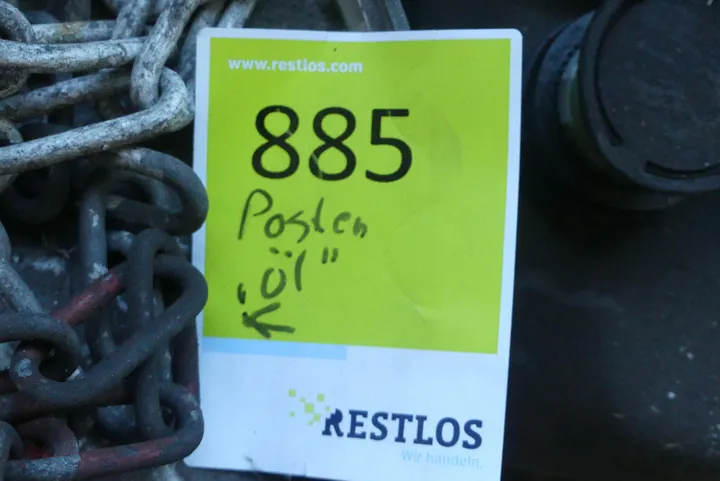 www.restlos.com
885
Posten
„Öl"
←
RESTLOS
Wir handeln.